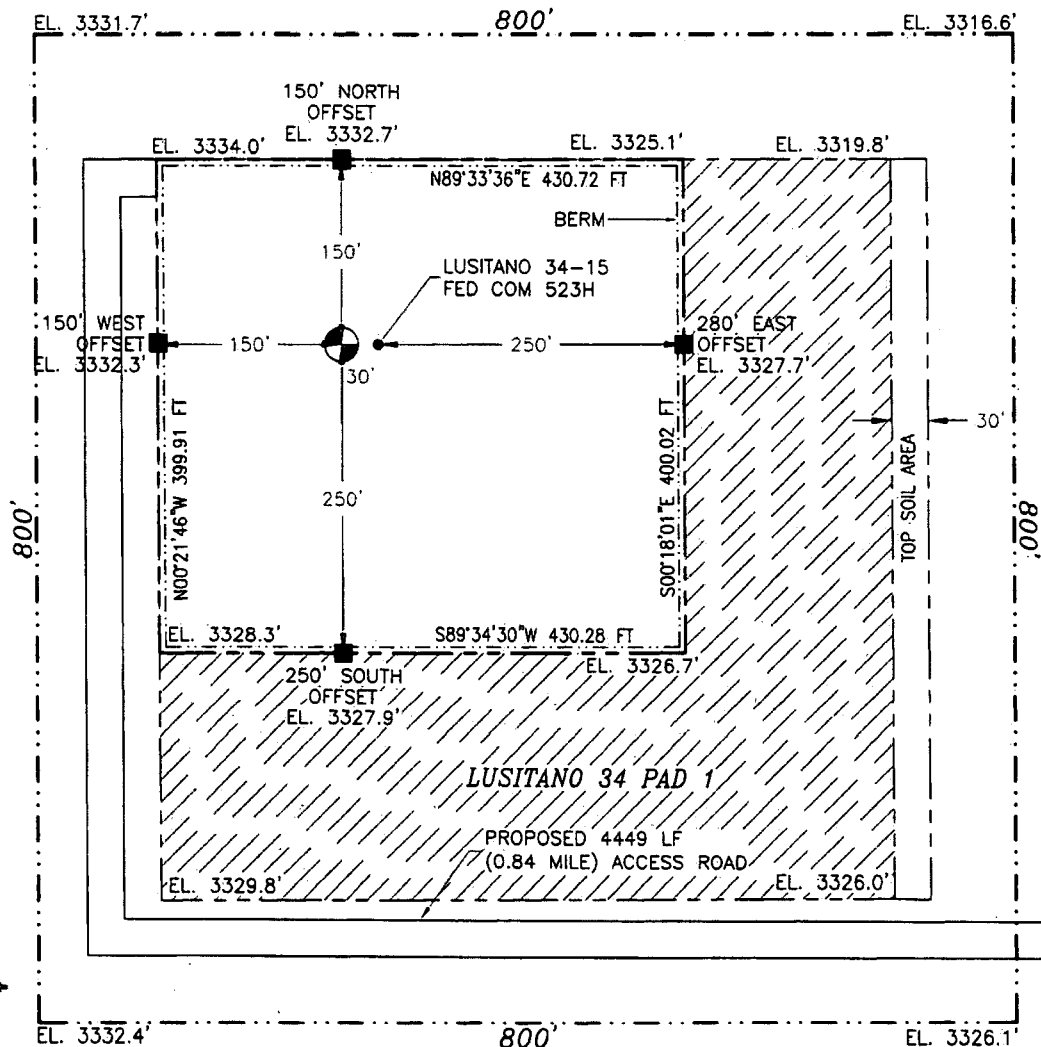 EL. 3331.7'
800'
EL. 3316.6'
150' NORTH
OFFSET
EL. 3332.7'
EL. 3334.0'
EL. 3325.1'
EL. 3319.8'
N89°33'36"E 430.72 FT
BERM
150'
LUSITANO 34-15
FED COM 523H
150' WEST
OFFSET
EL. 3332.3'
150'
30'
250'
280' EAST
OFFSET
EL. 3327.7'
N00°21'46"W 399.91 FT
S00°18'01"E 400.02 FT
30'
TOP SOIL AREA
250'
800'
800'
EL. 3328.3'
S89°34'30"W 430.28 FT
EL. 3326.7'
250' SOUTH
OFFSET
EL. 3327.9'
LUSITANO 34 PAD 1
PROPOSED 4449 LF
(0.84 MILE) ACCESS ROAD
EL. 3329.8'
EL. 3326.0'
EL. 3332.4'
800'
EL. 3326.1'